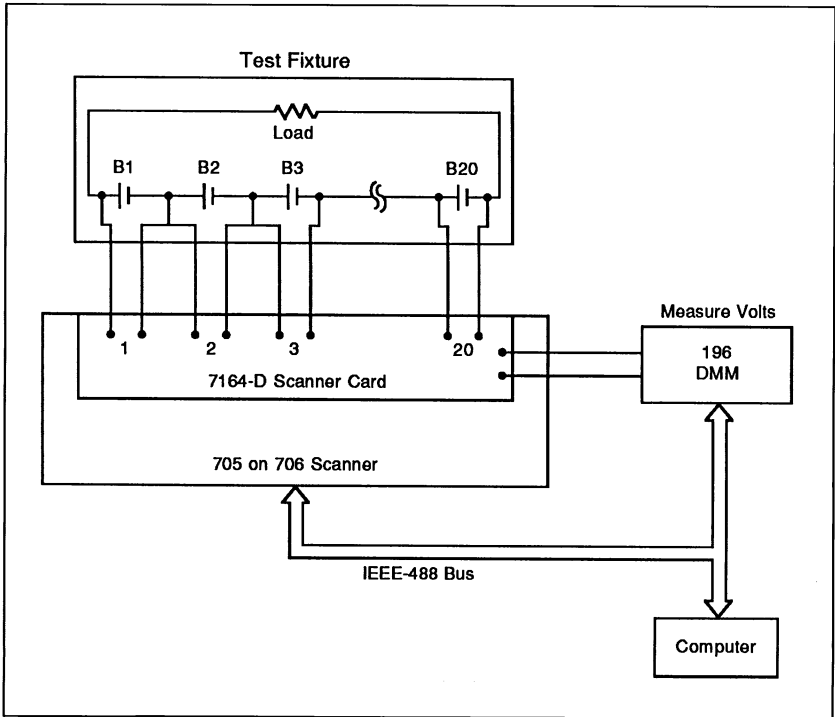 Test Fixture
Load
B1 B2 B3 B20
1 2 3 20
7164-D Scanner Card
705 on 706 Scanner
Measure Volts
196
DMM
IEEE-488 Bus
Computer